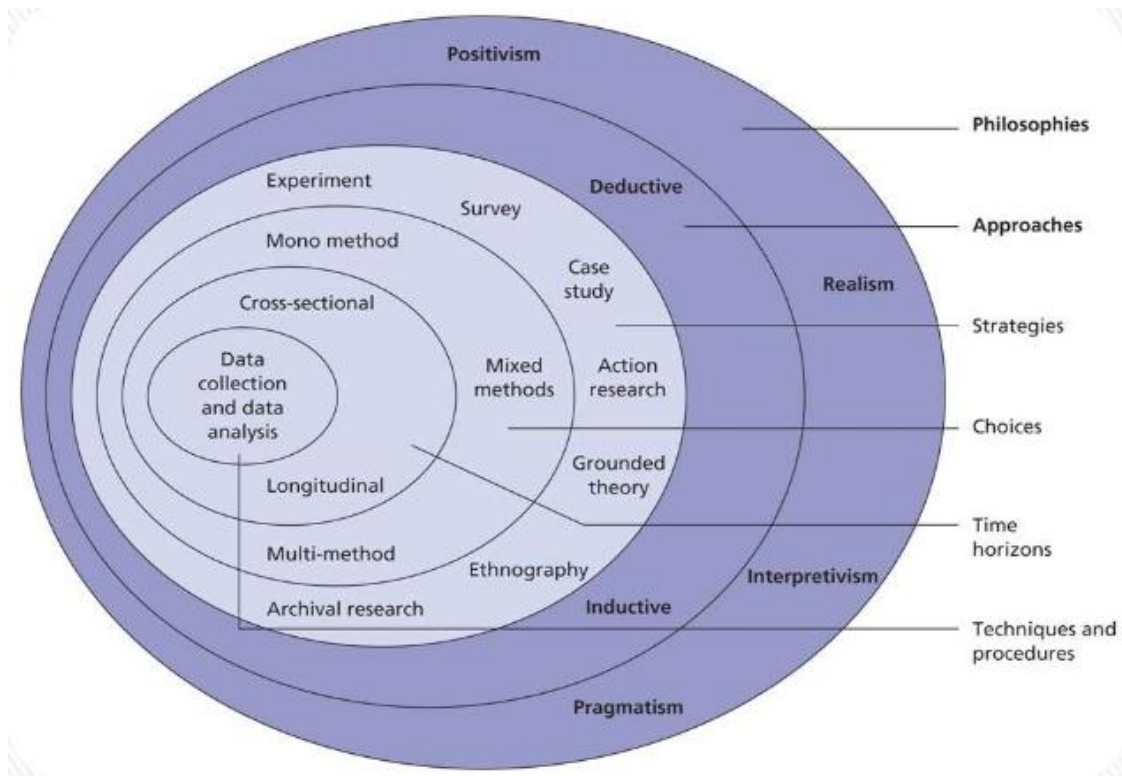 Positivism
Philosophies
Deductive
Experiment
Survey
Approaches
Mono method
Case
study
Realism
Cross-sectional
Strategies
Data
collection
and data
analysis
Mixed
methods
Action
research
Choices
Grounded
theory
Longitudinal
Time
horizons
Multi-method
Ethnography
Interpretivism
Archival research
Inductive
Techniques and
procedures
Pragmatism